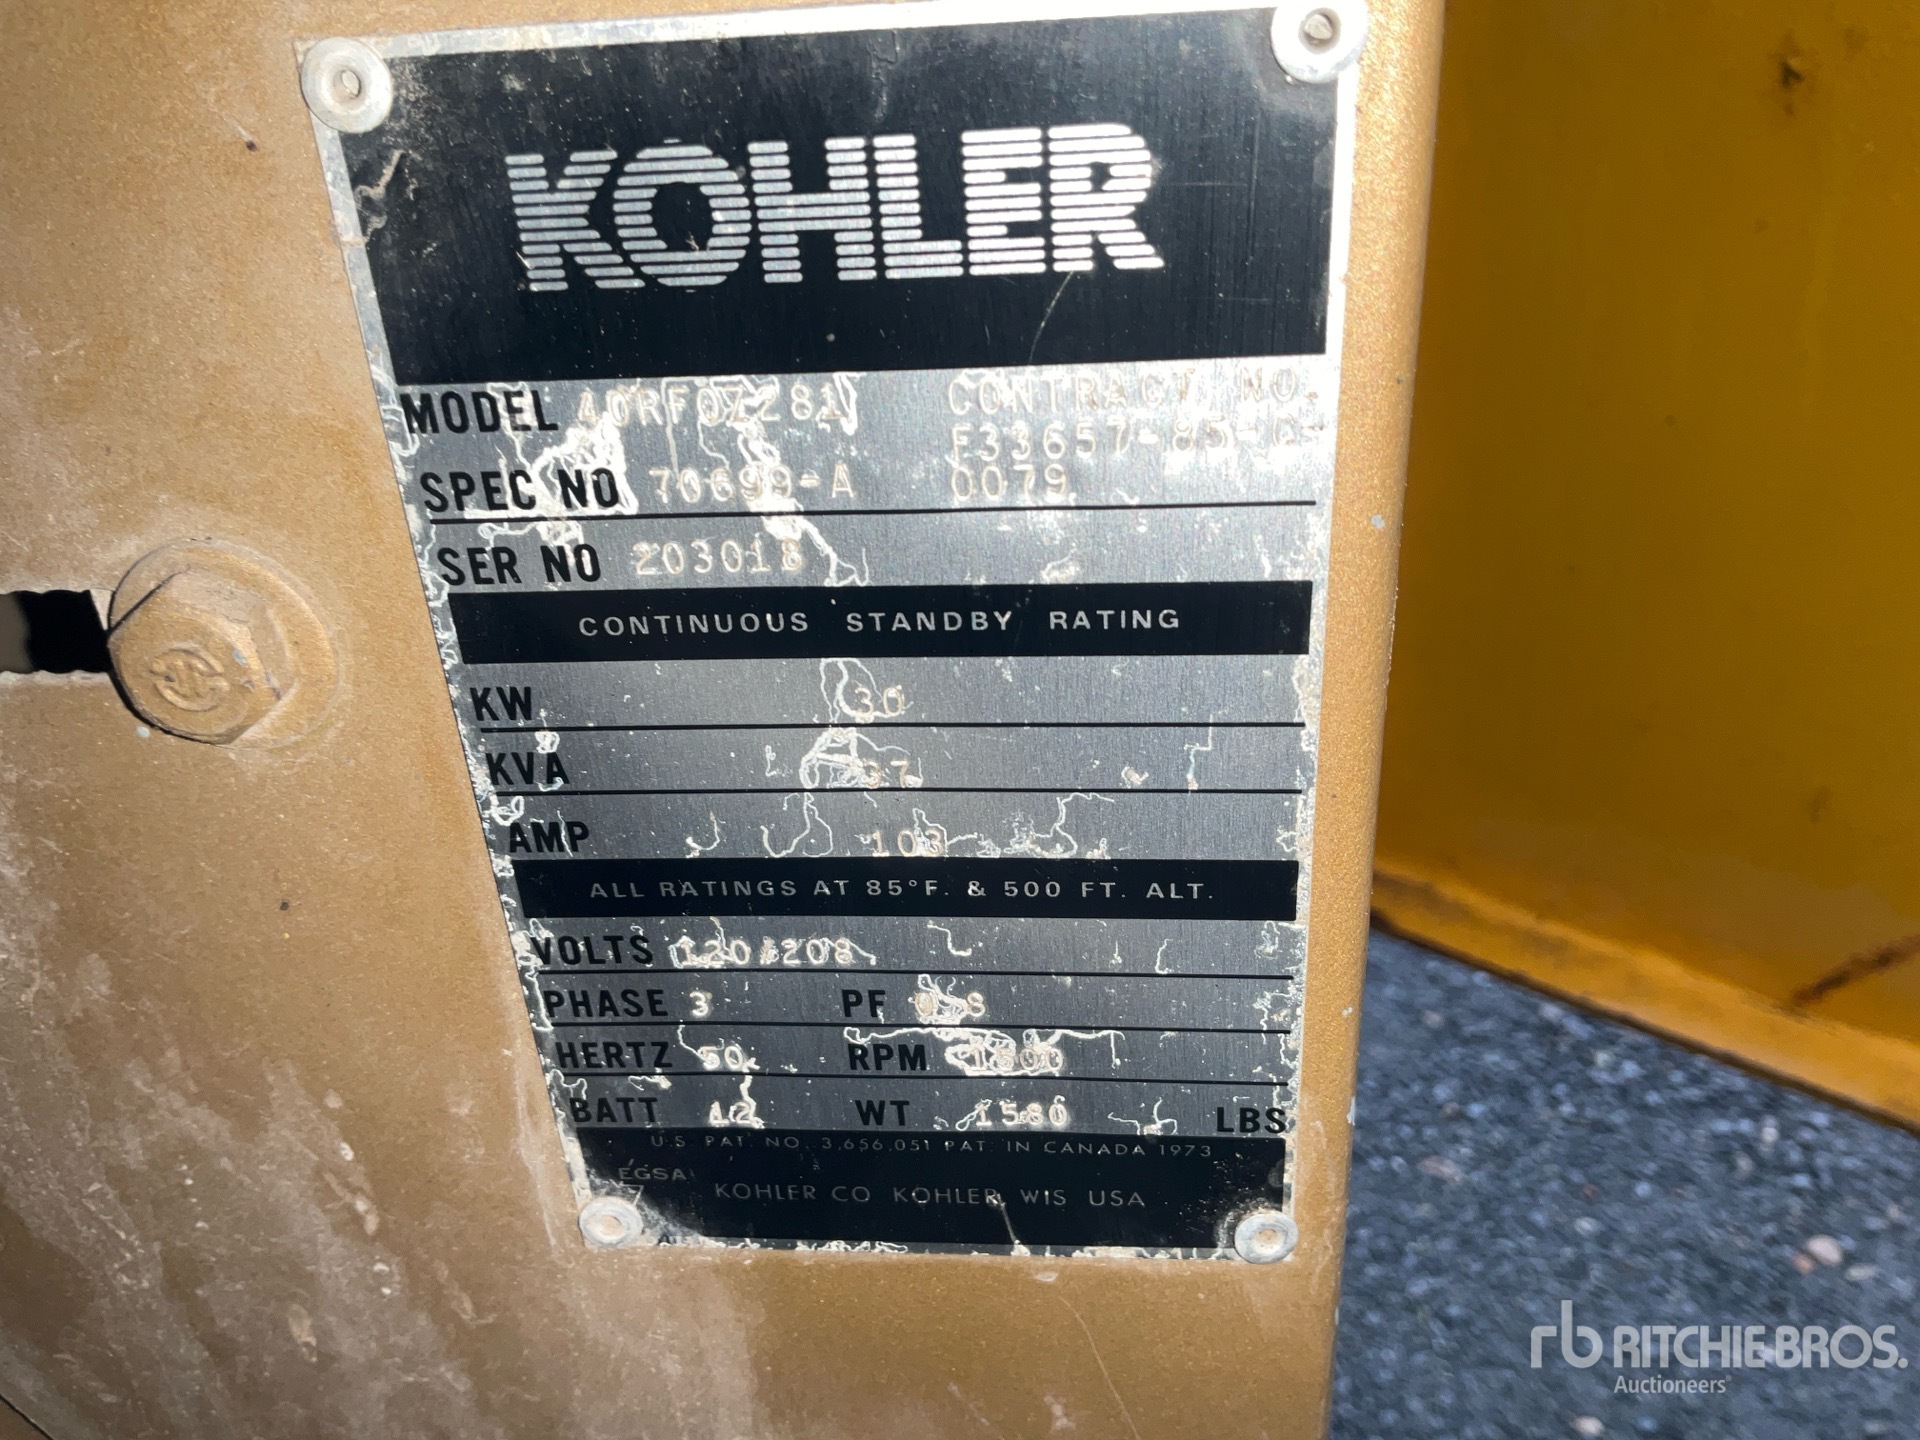 KOHLER
MODEL 40RFOZ281 CONTRACT NO.
F33657-85-C-
SPEC NO 70699-A 0079
SER NO 203018
CONTINUOUS STANDBY RATING
KW 30
KVA 37
AMP 103
ALL RATINGS AT 85°F. & 500 FT. ALT.
VOLTS 120/208
PHASE 3 PF 0.8
HERTZ 50 RPM 1500
BATT 12 WT 1580 LBS
U.S. PAT. NO. 3,656,051 PAT. IN CANADA 1973
EGSA
KOHLER CO KOHLER, WIS USA
rb RITCHIE BROS.
Auctioneers